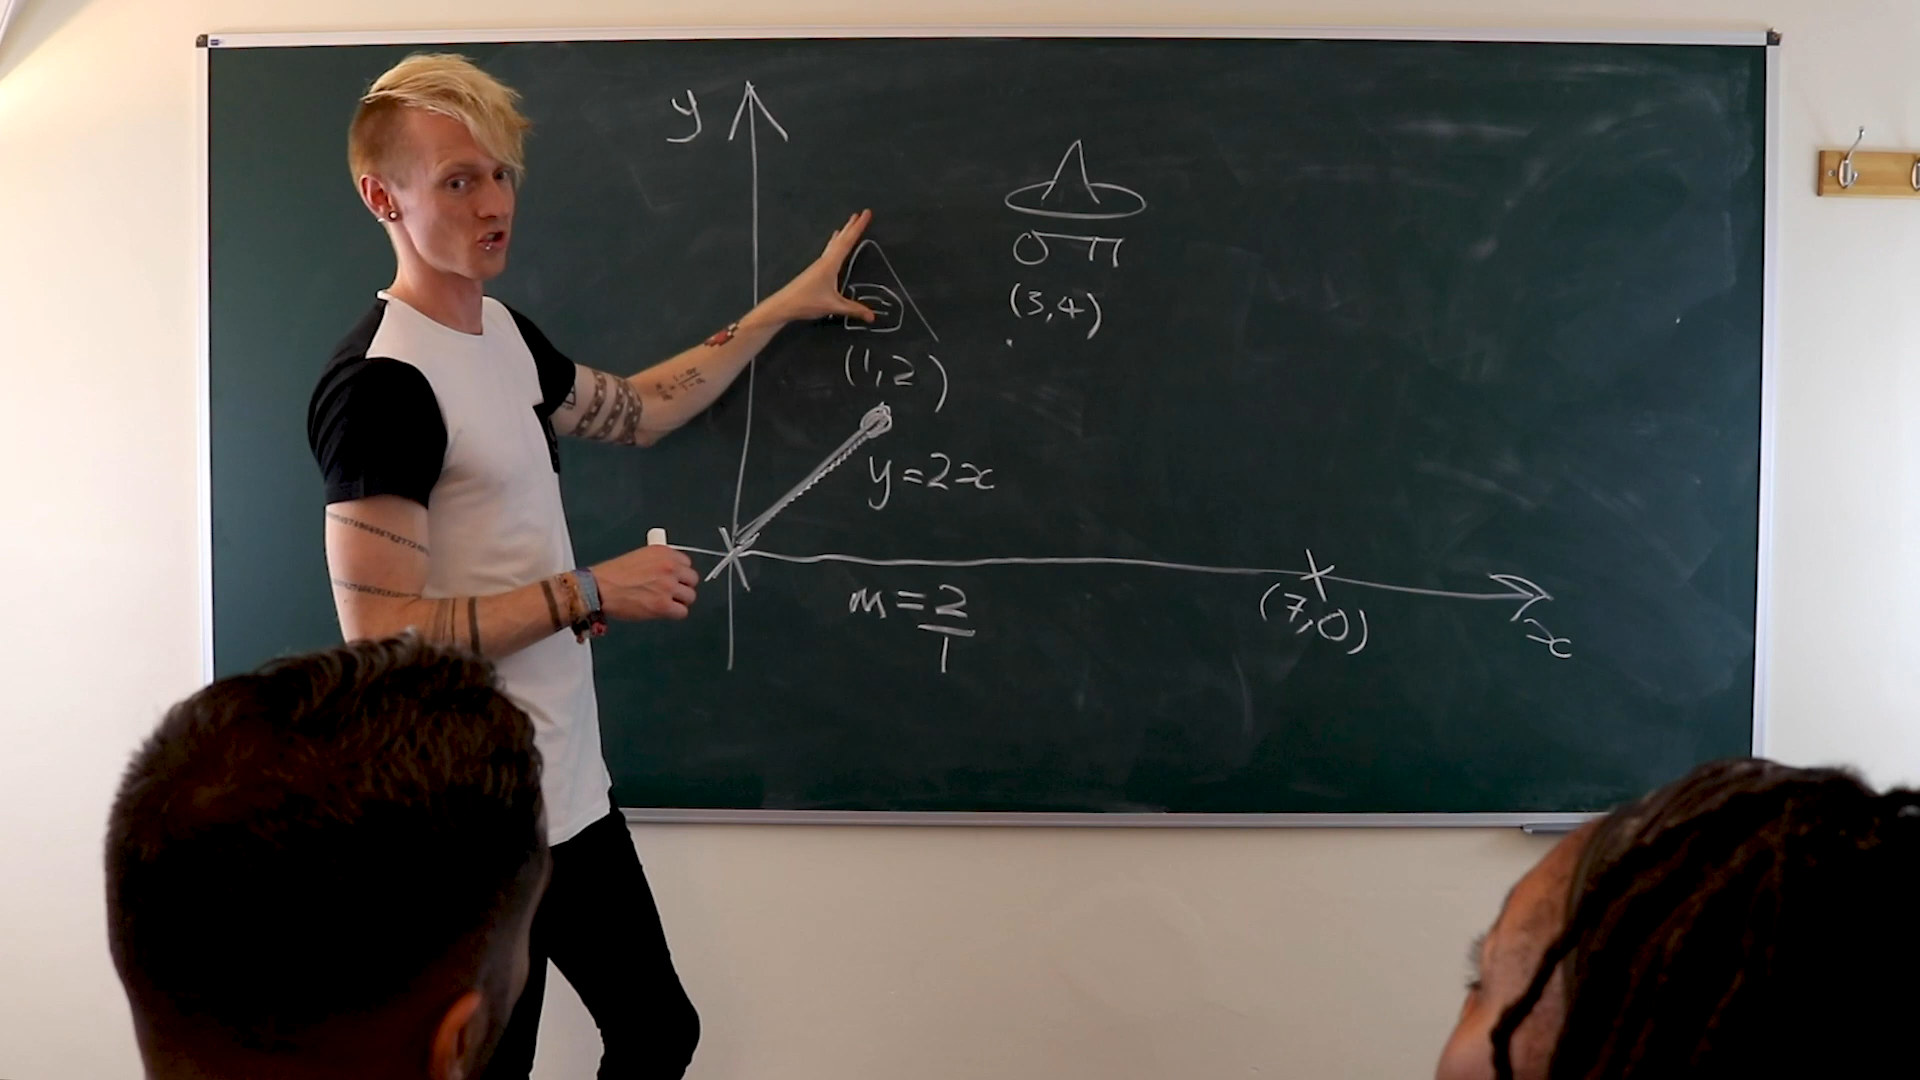 y
(3,4)
(1,2)
y=2x
m=2
1
(7,0)
x